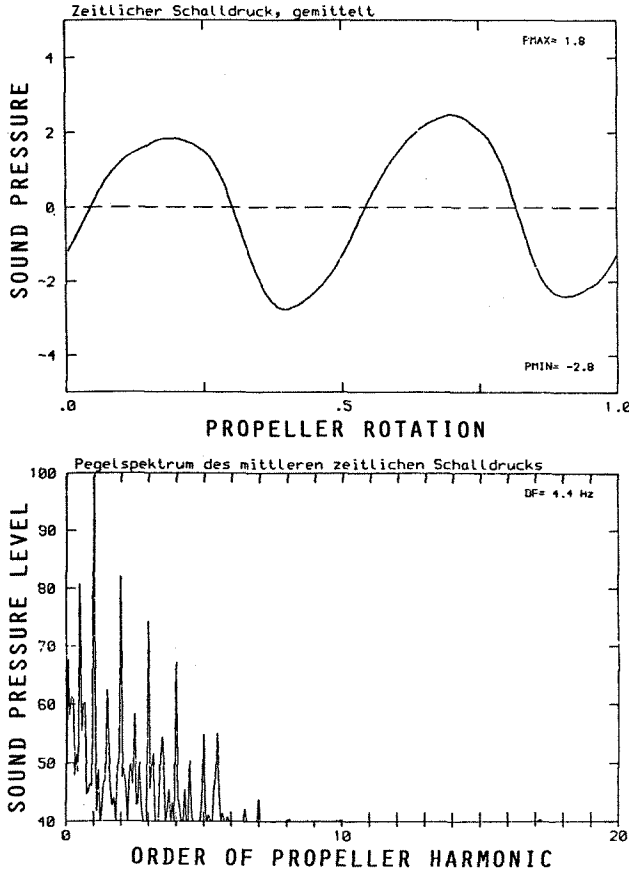 Zeitlicher Schalldruck, gemittelt
PMAX= 1.8
4
2
0
-2
-4
SOUND PRESSURE
PMIN= -2.8
.0 .5 1.0
PROPELLER ROTATION
Pegelspektrum des mittleren zeitlichen Schalldrucks
DF= 4.4 Hz
100
90
80
70
60
50
40
SOUND PRESSURE LEVEL
0 10 20
ORDER OF PROPELLER HARMONIC